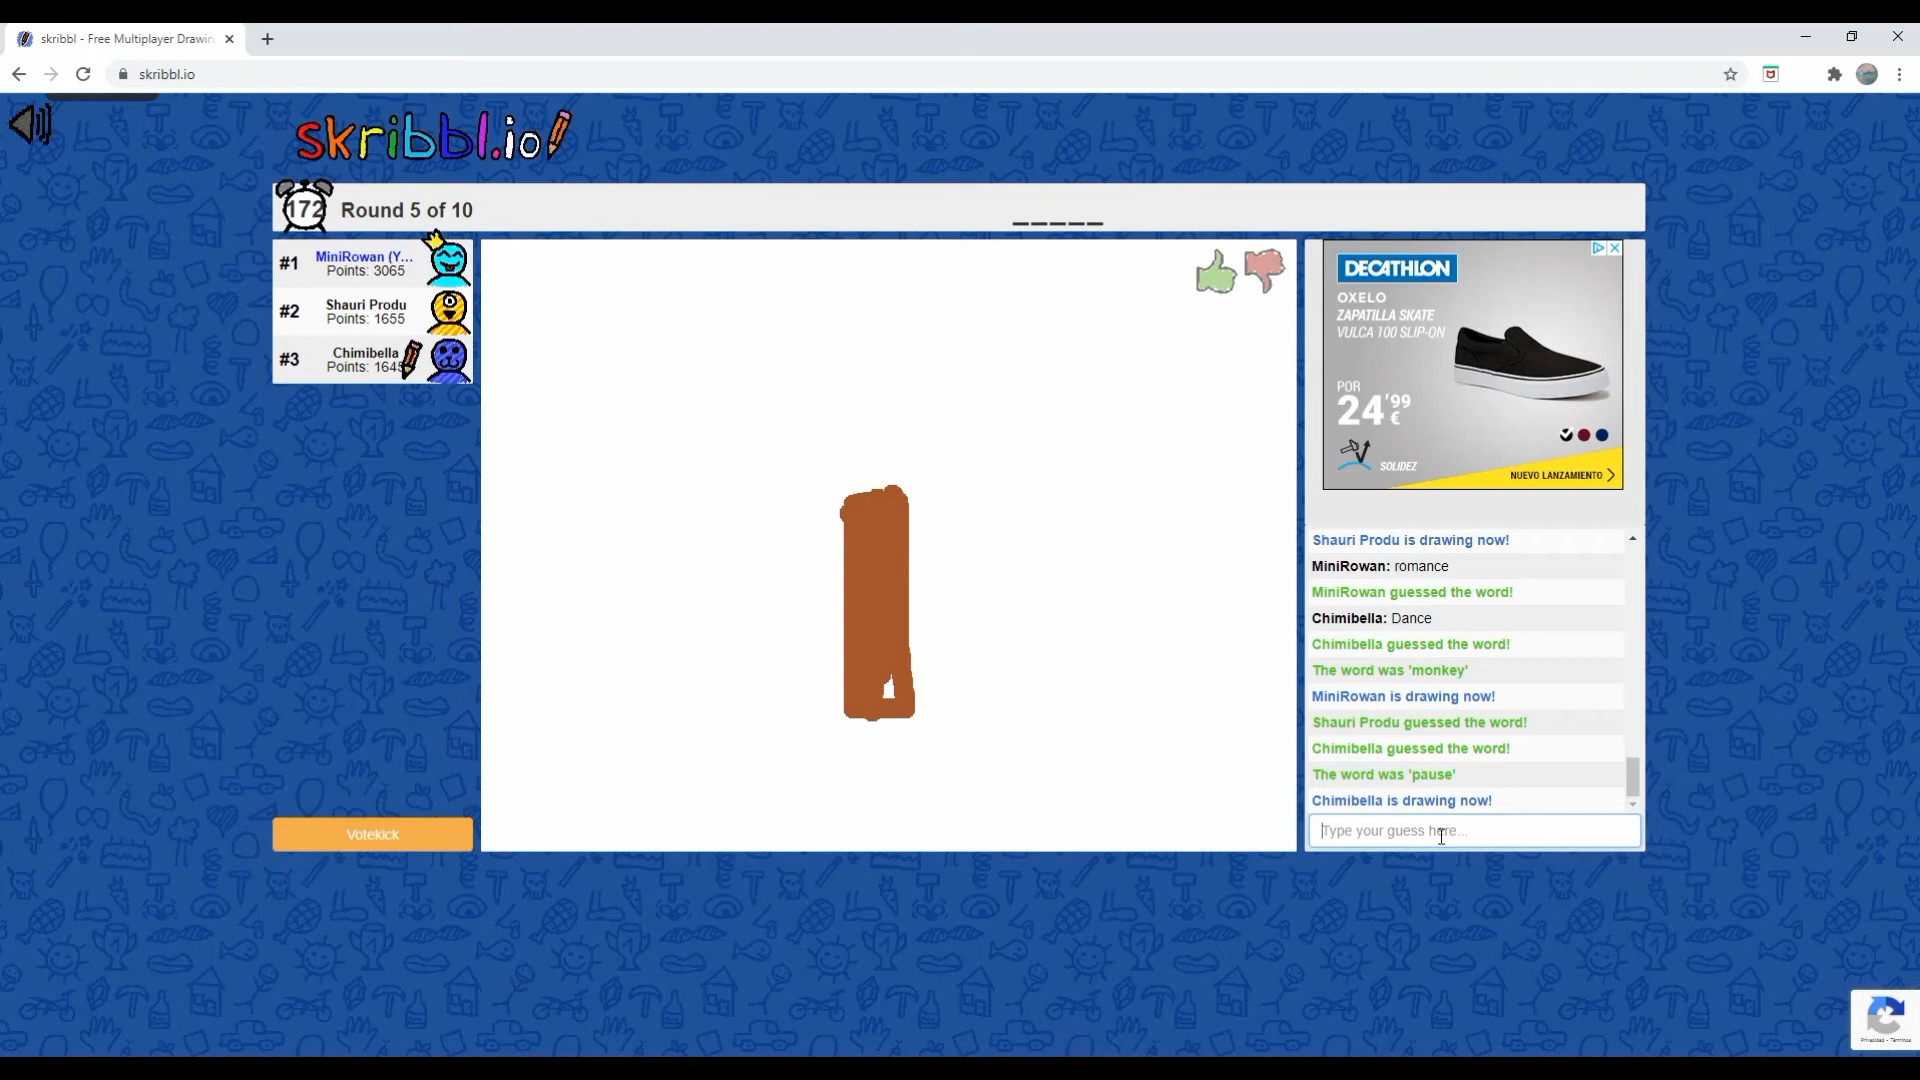 skribbl - Free Multiplayer Drawin
skribbl.io
skribbl.io
172
Round 5 of 10
_ _ _ _ _
#1
MiniRowan (Y...
Points: 3065
#2
Shauri Produ
Points: 1655
#3
Chimibella
Points: 1645
Votekick
DECATHLON
OXELO
ZAPATILLA SKATE
VULCA 100 SLIP-ON
POR
24'99
€
SOLIDEZ
NUEVO LANZAMIENTO
Shauri Produ is drawing now!
MiniRowan: romance
MiniRowan guessed the word!
Chimibella: Dance
Chimibella guessed the word!
The word was 'monkey'
MiniRowan is drawing now!
Shauri Produ guessed the word!
Chimibella guessed the word!
The word was 'pause'
Chimibella is drawing now!
Type your guess here...
Privacidad - Términos